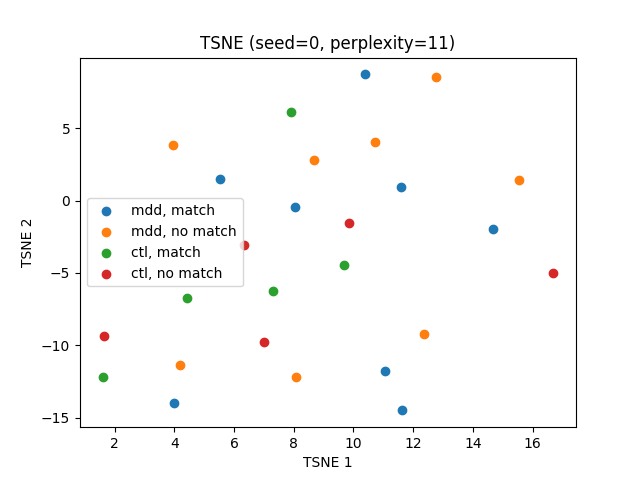 TSNE (seed=0, perplexity=11)
5
0
−5
−10
−15
TSNE 2
mdd, match
mdd, no match
ctl, match
ctl, no match
2 4 6 8 10 12 14 16
TSNE 1